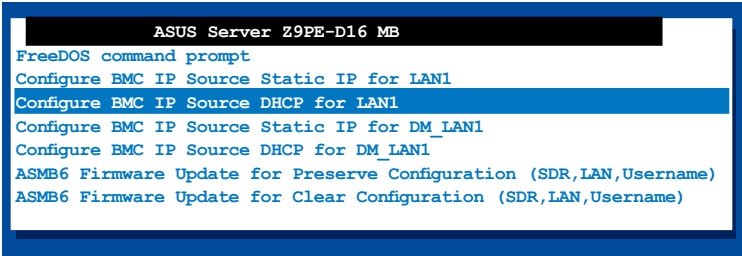 ASUS Server Z9PE-D16 MB
FreeDOS command prompt
Configure BMC IP Source Static IP for LAN1
Configure BMC IP Source DHCP for LAN1
Configure BMC IP Source Static IP for DM_LAN1
Configure BMC IP Source DHCP for DM_LAN1
ASMB6 Firmware Update for Preserve Configuration (SDR,LAN,Username)
ASMB6 Firmware Update for Clear Configuration (SDR,LAN,Username)